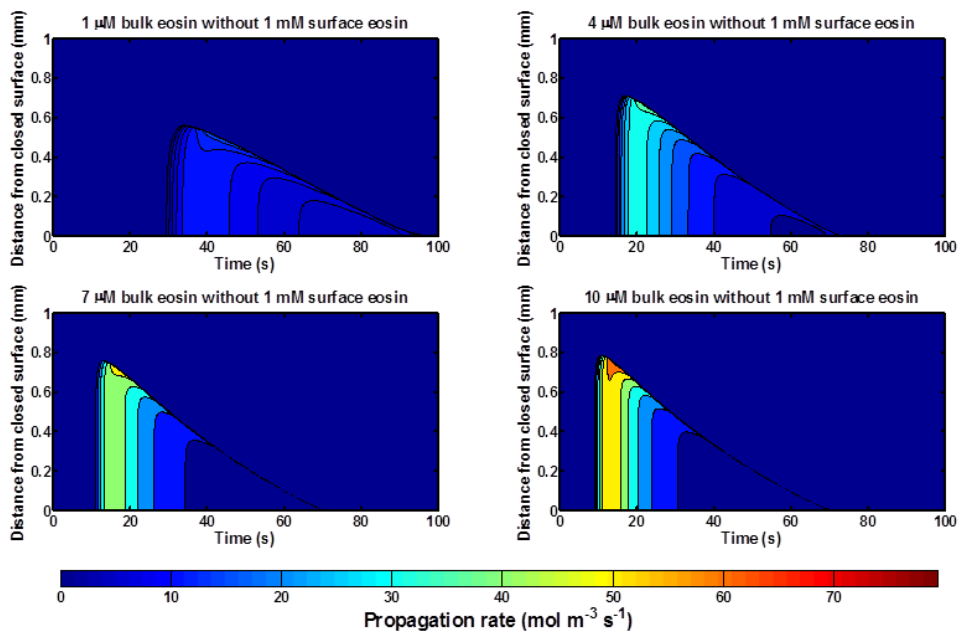 1 µM bulk eosin without 1 mM surface eosin
4 µM bulk eosin without 1 mM surface eosin
Distance from closed surface (mm)
1
0.8
0.6
0.4
0.2
0
0 20 40 60 80 100
Time (s)
Distance from closed surface (mm)
1
0.8
0.6
0.4
0.2
0
0 20 40 60 80 100
Time (s)
7 µM bulk eosin without 1 mM surface eosin
10 µM bulk eosin without 1 mM surface eosin
Distance from closed surface (mm)
1
0.8
0.6
0.4
0.2
0
0 20 40 60 80 100
Time (s)
Distance from closed surface (mm)
1
0.8
0.6
0.4
0.2
0
0 20 40 60 80 100
Time (s)
0 10 20 30 40 50 60 70
Propagation rate (mol m⁻³ s⁻¹)